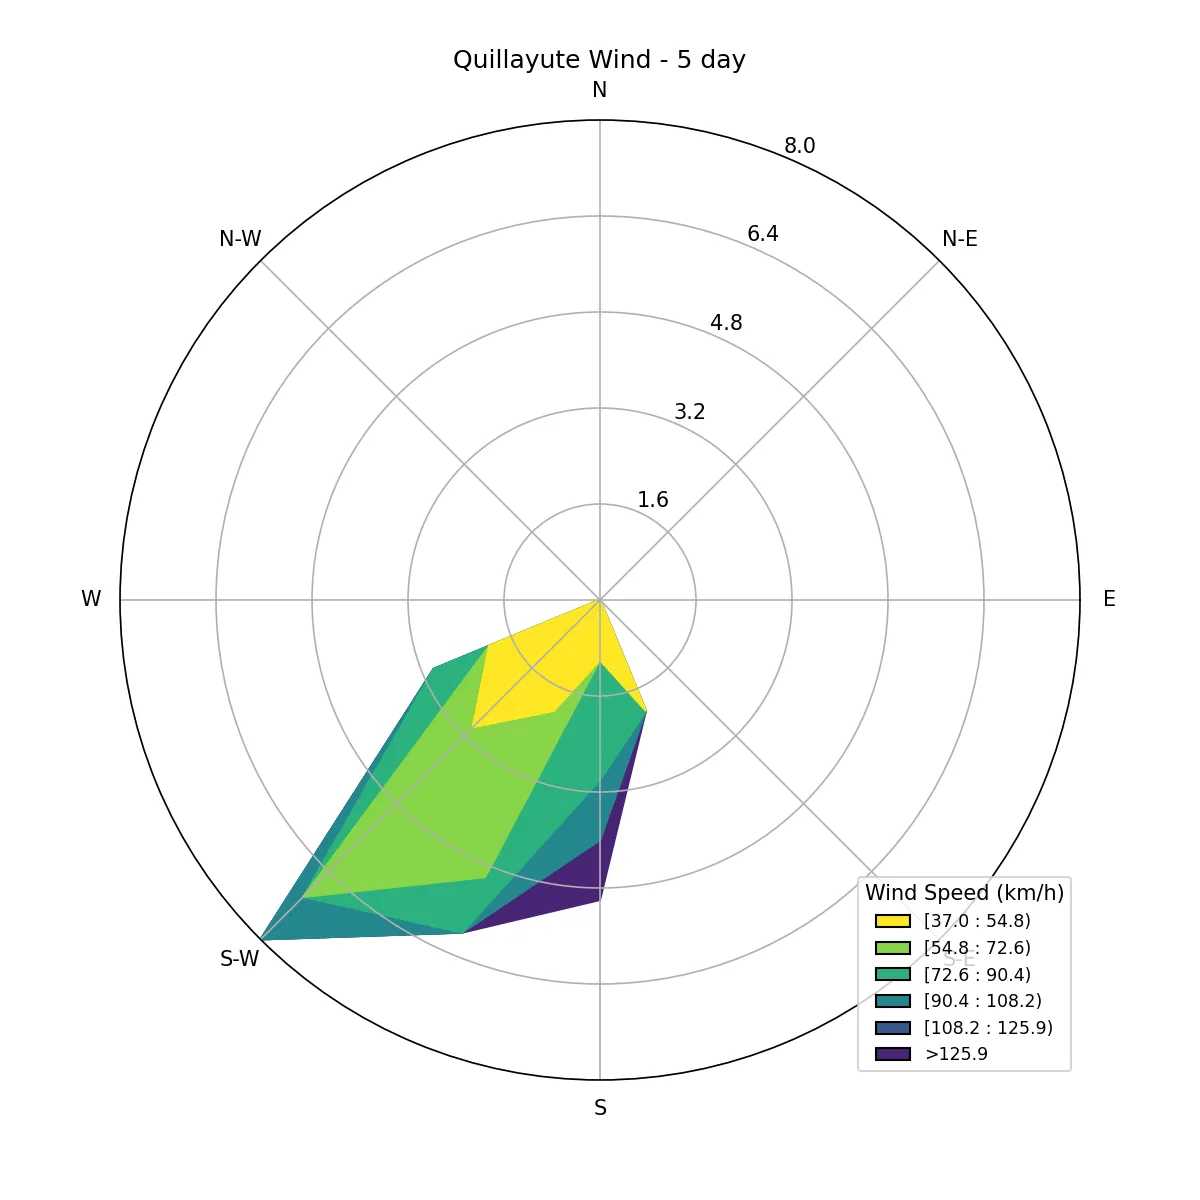 Quillayute Wind - 5 day
N
8.0
N-W
6.4
N-E
4.8
3.2
1.6
W
E
Wind Speed (km/h)
[37.0 : 54.8)
[54.8 : 72.6)
S-W
S-E
[72.6 : 90.4)
[90.4 : 108.2)
[108.2 : 125.9)
>125.9
S